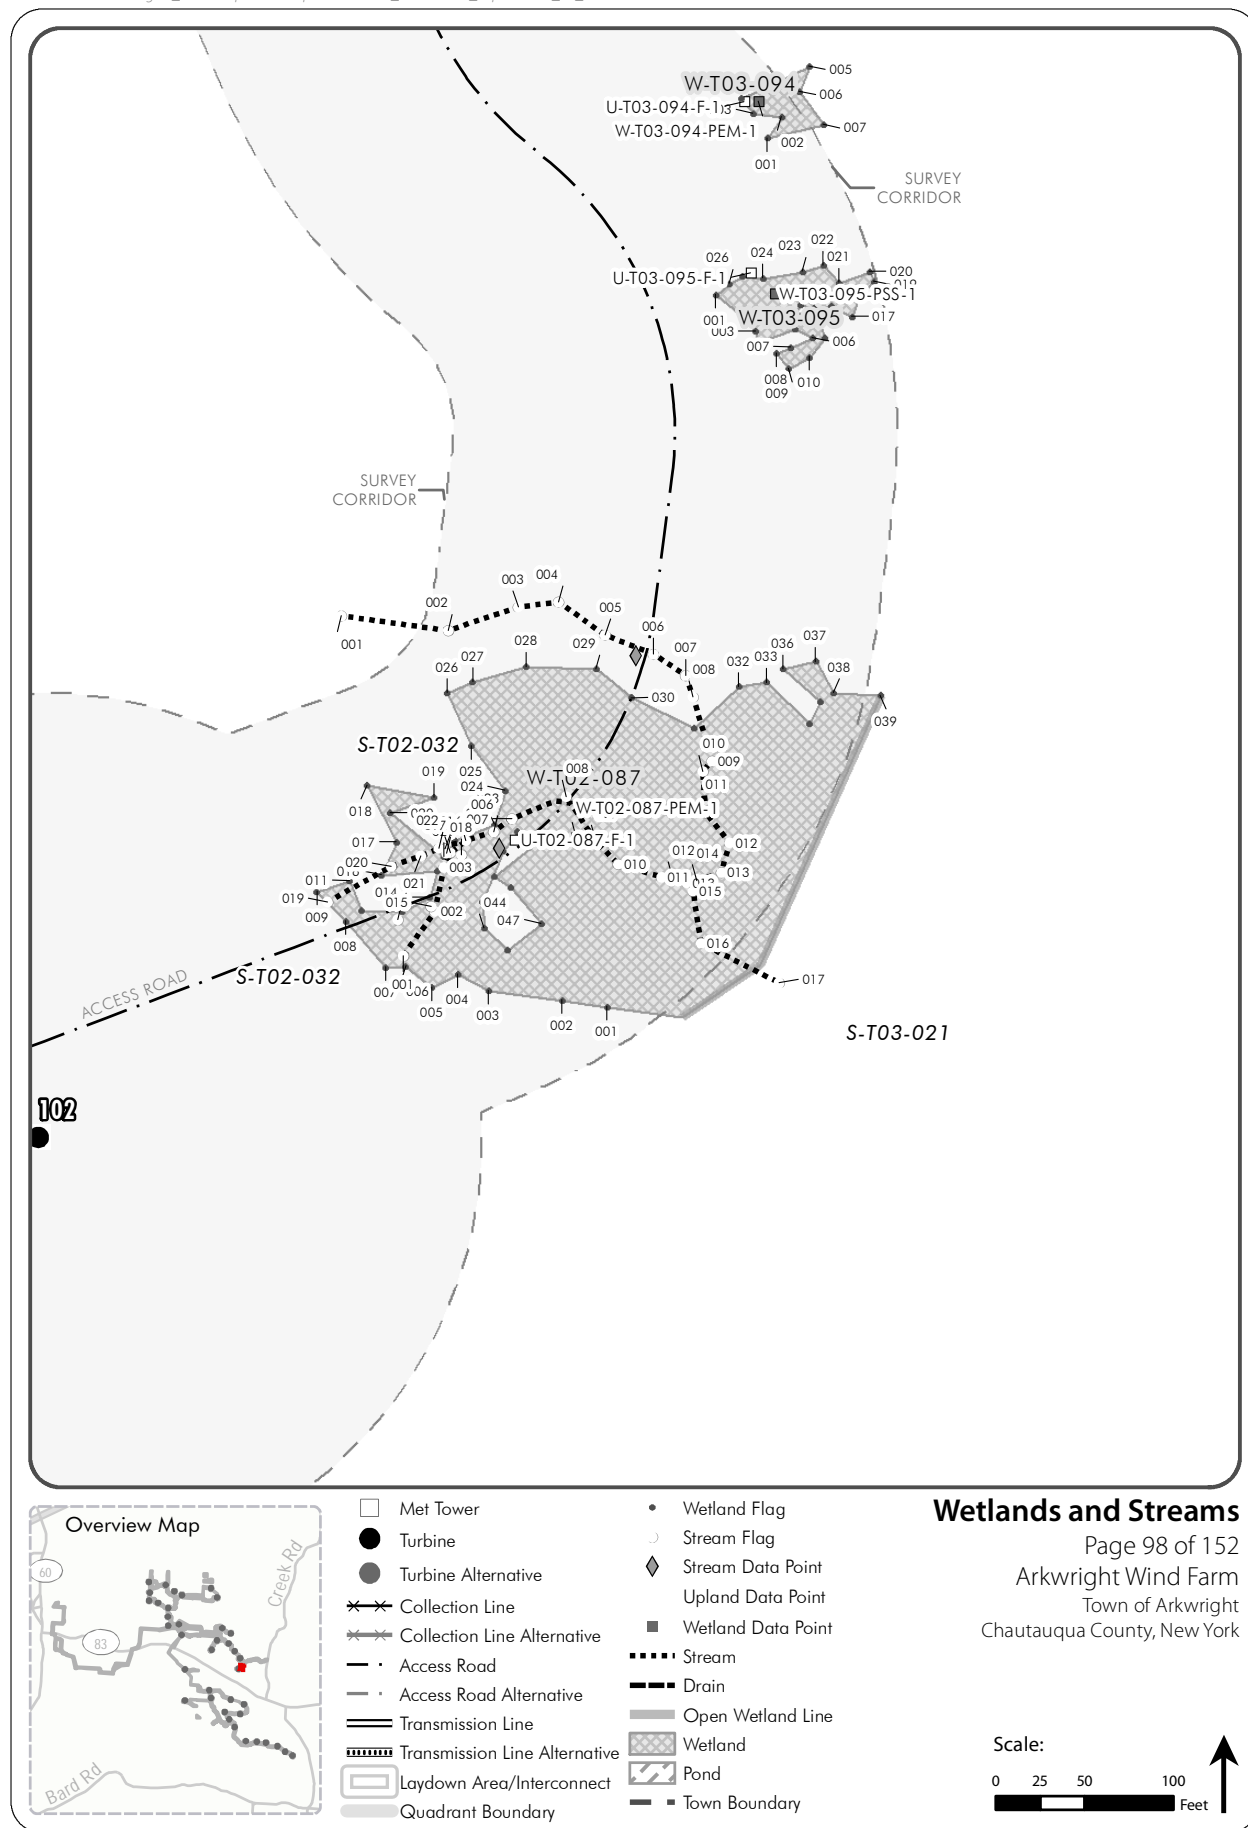 005
W-T03-094
006
U-T03-094-F-1
W-T03-094-PEM-1
007
002
001
SURVEY
CORRIDOR
022
023
024
021
026
020
U-T03-095-F-1
W-T03-095-PSS-1
001
W-T03-095
017
003
007
006
008
010
009
SURVEY
CORRIDOR
004
003
002
005
001
006
037
007
036
028
029
027
008
032
033
026
038
030
039
S-T02-032
010
009
025
008
W-T02-087
019
024
011
018
006
W-T02-087-PEM-1
022
007
018
017
U-T02-087-F-1
012
012
014
020
003
010
013
011
021
011
015
019
014
015
009
002
044
047
008
016
S-T02-032
001
017
ACCESS ROAD
007
006
005
004
003
002
001
S-T03-021
102
Overview Map
60
83
Creek Rd
Bard Rd
Met Tower
Turbine
Turbine Alternative
Collection Line
Collection Line Alternative
Access Road
Access Road Alternative
Transmission Line
Transmission Line Alternative
Laydown Area/Interconnect
Quadrant Boundary
Wetland Flag
Stream Flag
Stream Data Point
Upland Data Point
Wetland Data Point
Stream
Drain
Open Wetland Line
Wetland
Pond
Town Boundary
Wetlands and Streams
Page 98 of 152
Arkwright Wind Farm
Town of Arkwright
Chautauqua County, New York
Scale:
0 25 50 100
Feet